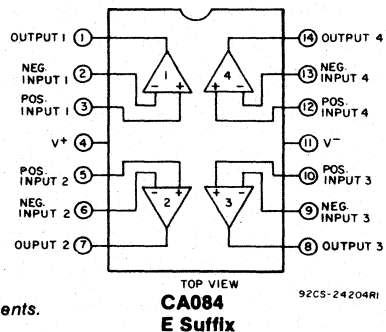 OUTPUT 1 1
14 OUTPUT 4
NEG. INPUT 1 2
13 NEG. INPUT 4
POS. INPUT 1 3
12 POS. INPUT 4
1
4
- +
+ -
V+ 4
11 V-
POS. INPUT 2 5
10 POS. INPUT 3
NEG. INPUT 2 6
9 NEG. INPUT 3
- +
+ -
2
3
OUPUT 2 7
8 OUTPUT 3
TOP VIEW
92CS-24204R1
ents.
CA084
E Suffix